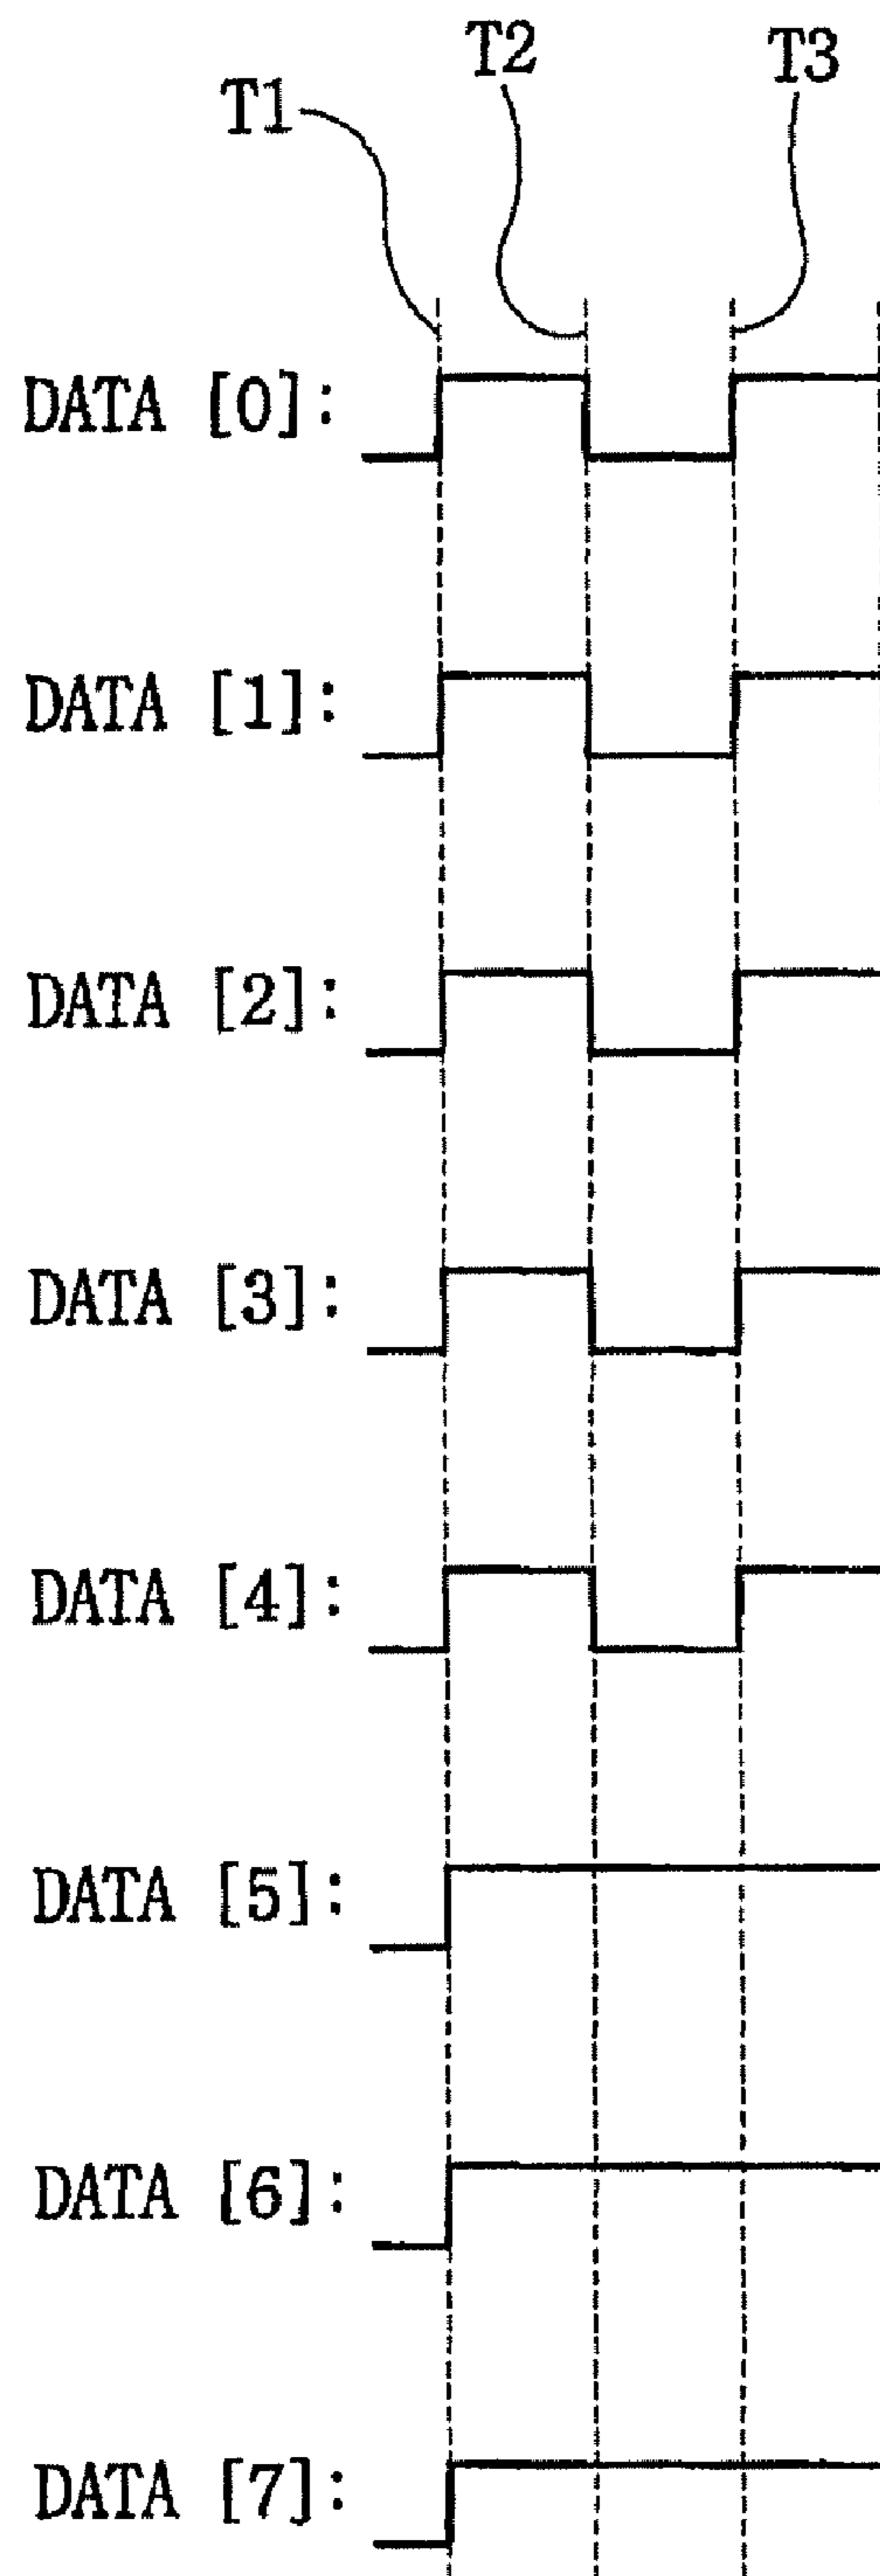 T1 T2 T3
DATA [0]:
DATA [1]:
DATA [2]:
DATA [3]:
DATA [4]:
DATA [5]:
DATA [6]:
DATA [7]: